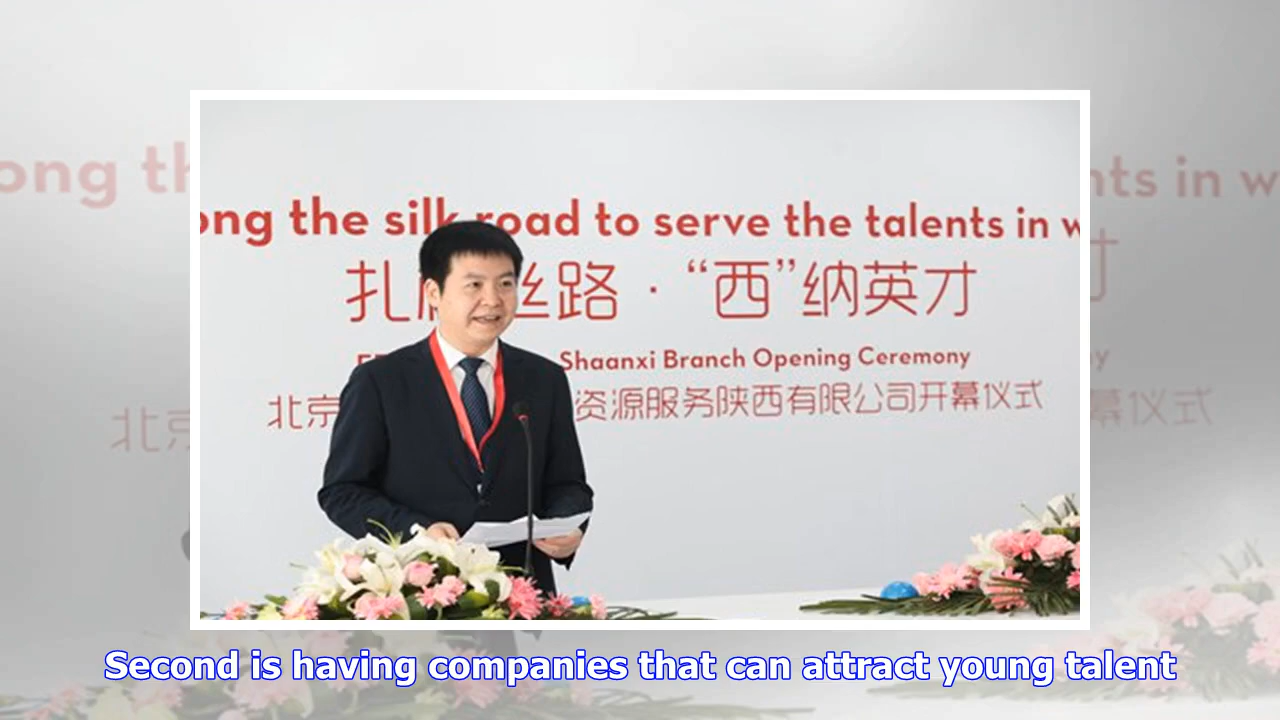 ong the silk road to serve the talents in w
扎 丝路·“西”纳英才
Shaanxi Branch Opening Ceremony
北京 资源服务陕西有限公司开幕仪式
Second is having companies that can attract young talent